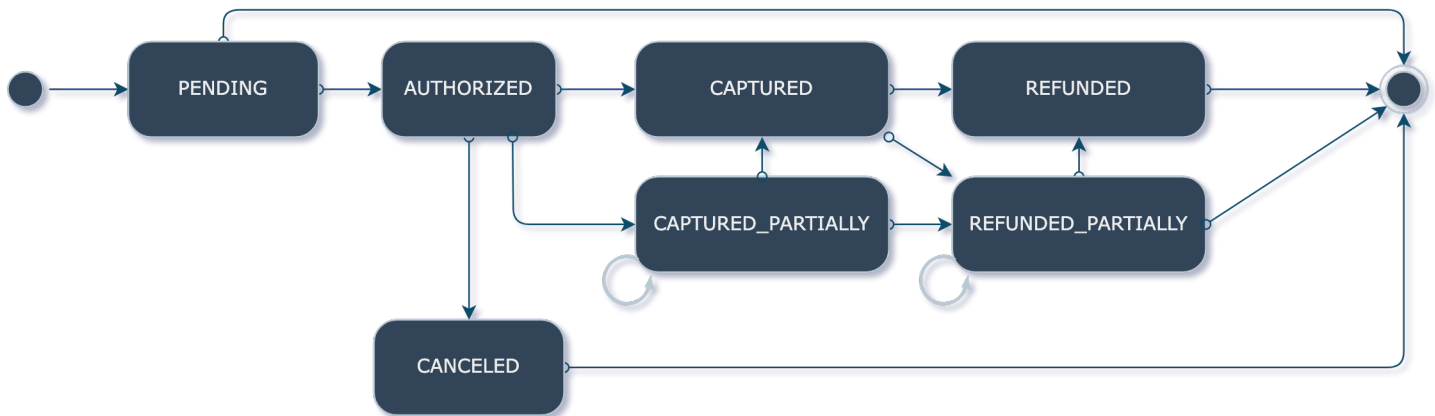 PENDING
AUTHORIZED
CAPTURED
REFUNDED
CAPTURED_PARTIALLY
REFUNDED_PARTIALLY
CANCELED